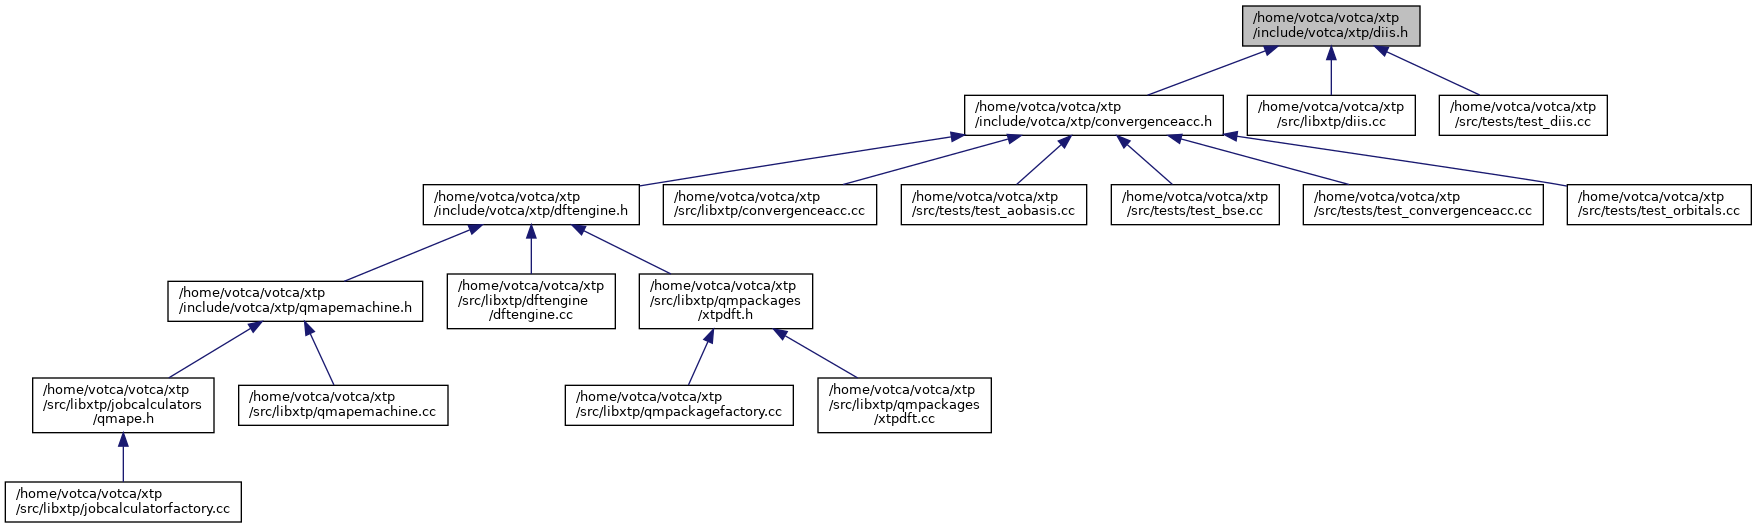 /home/votca/votca/xtp
/include/votca/xtp/diis.h
/home/votca/votca/xtp
/include/votca/xtp/convergenceacc.h
/home/votca/votca/xtp
/src/libxtp/diis.cc
/home/votca/votca/xtp
/src/tests/test_diis.cc
/home/votca/votca/xtp
/include/votca/xtp/dftengine.h
/home/votca/votca/xtp
/src/libxtp/convergenceacc.cc
/home/votca/votca/xtp
/src/tests/test_aobasis.cc
/home/votca/votca/xtp
/src/tests/test_bse.cc
/home/votca/votca/xtp
/src/tests/test_convergenceacc.cc
/home/votca/votca/xtp
/src/tests/test_orbitals.cc
/home/votca/votca/xtp
/include/votca/xtp/qmapemachine.h
/home/votca/votca/xtp
/src/libxtp/dftengine
/dftengine.cc
/home/votca/votca/xtp
/src/libxtp/qmpackages
/xtpdft.h
/home/votca/votca/xtp
/src/libxtp/jobcalculators
/qmape.h
/home/votca/votca/xtp
/src/libxtp/qmapemachine.cc
/home/votca/votca/xtp
/src/libxtp/qmpackagefactory.cc
/home/votca/votca/xtp
/src/libxtp/qmpackages
/xtpdft.cc
/home/votca/votca/xtp
/src/libxtp/jobcalculatorfactory.cc